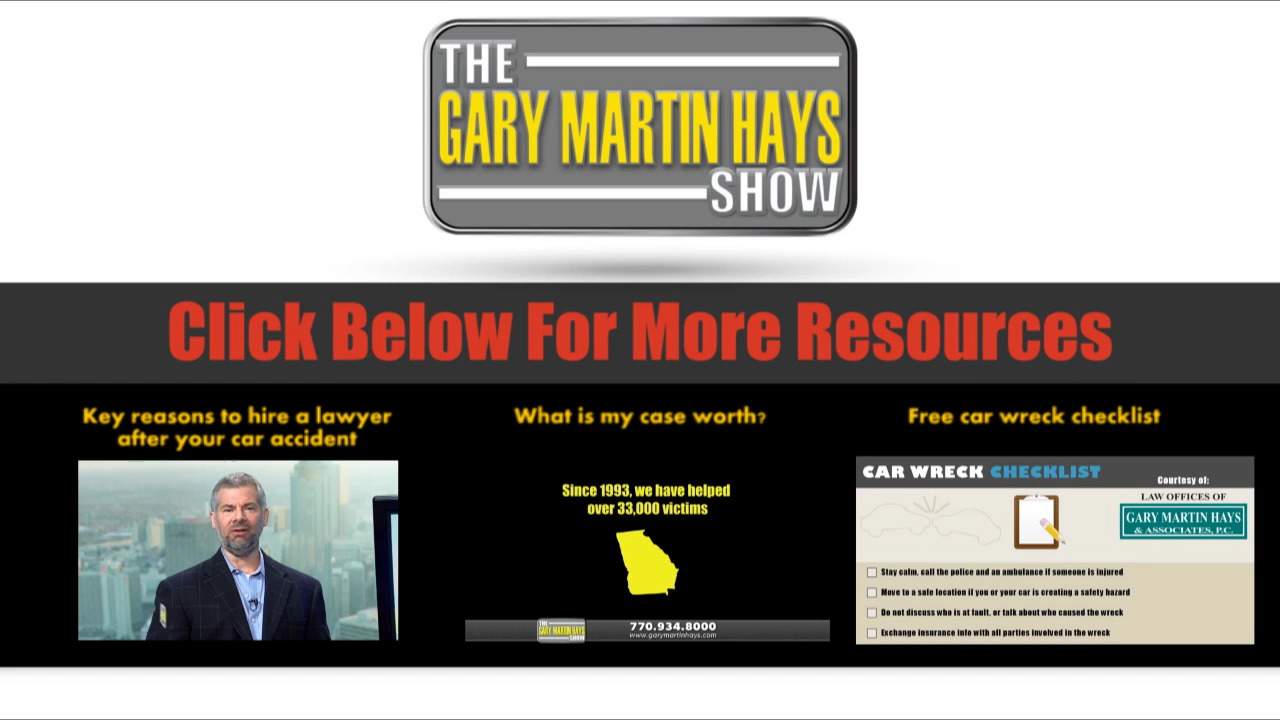 THE
GARY MARTIN HAYS
SHOW
Click Below For More Resources
Key reasons to hire a lawyer
after your car accident
What is my case worth?
Since 1993, we have helped
over 33,000 victims
THE
GARY MARTIN HAYS
SHOW
770.934.8000
www.garymartinhays.com
Free car wreck checklist
CAR WRECK CHECKLIST
Courtesy of:
LAW OFFICES OF
GARY MARTIN HAYS
& ASSOCIATES, P.C.
Stay calm, call the police and an ambulance if someone is injured
Move to a safe location if you or your car is creating a safety hazard
Do not discuss who is at fault, or talk about who caused the wreck
Exchange insurance info with all parties involved in the wreck